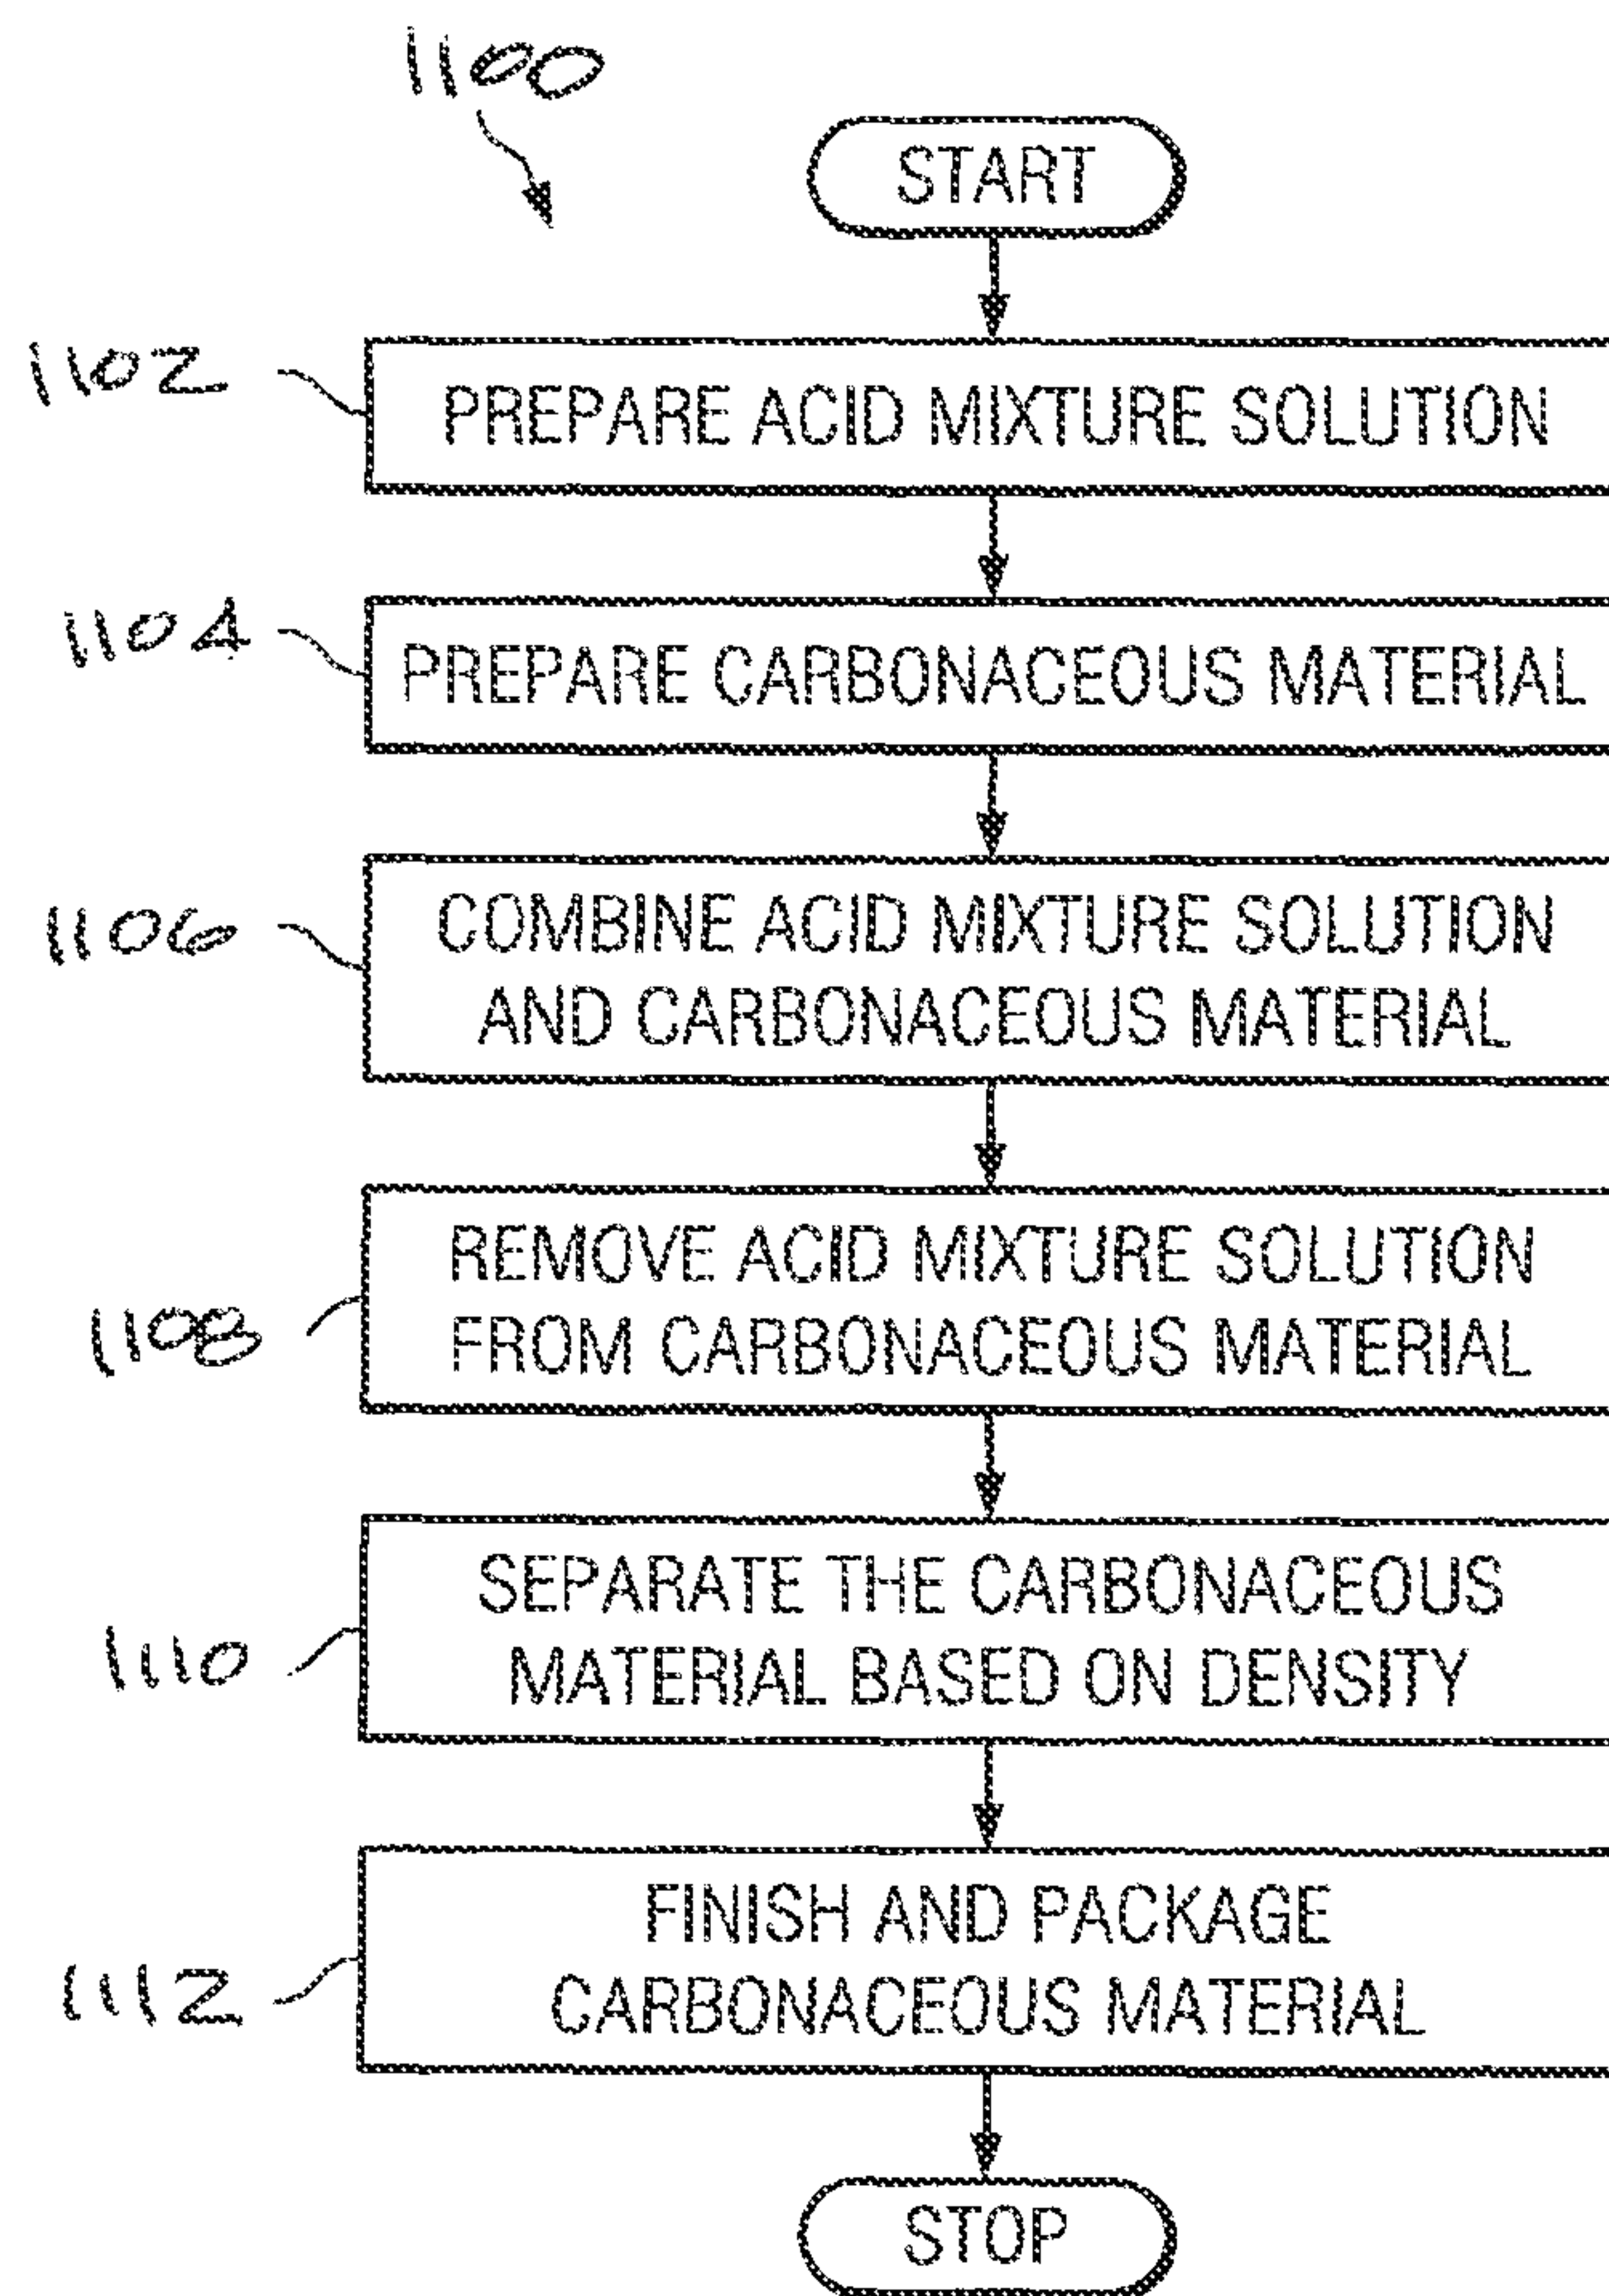 1100
START
1102
PREPARE ACID MIXTURE SOLUTION
1104
PREPARE CARBONACEOUS MATERIAL
1106
COMBINE ACID MIXTURE SOLUTION
AND CARBONACEOUS MATERIAL
1108
REMOVE ACID MIXTURE SOLUTION
FROM CARBONACEOUS MATERIAL
1110
SEPARATE THE CARBONACEOUS
MATERIAL BASED ON DENSITY
1112
FINISH AND PACKAGE
CARBONACEOUS MATERIAL
STOP